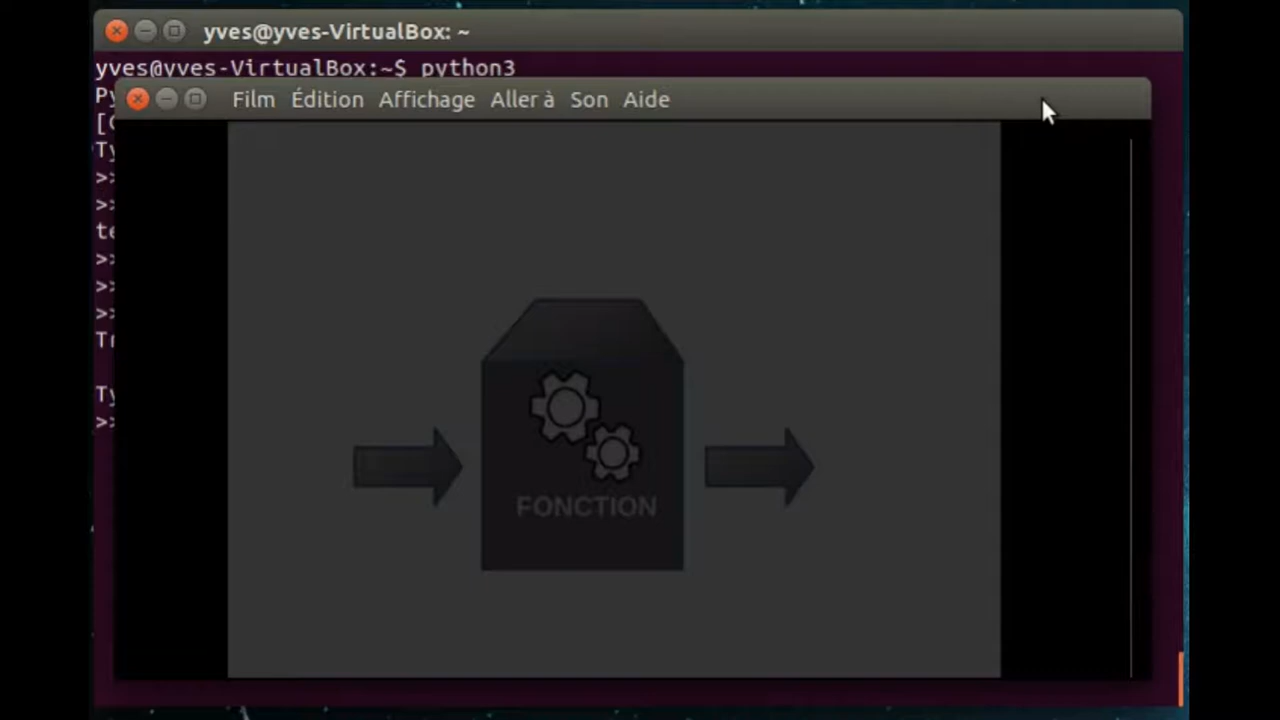 yves@yves-VirtualBox: ~
yves@yves-VirtualBox:~$ python3
Film Édition Affichage Aller à Son Aide
>>
>>
>>
>>
>>
>>
FONCTION